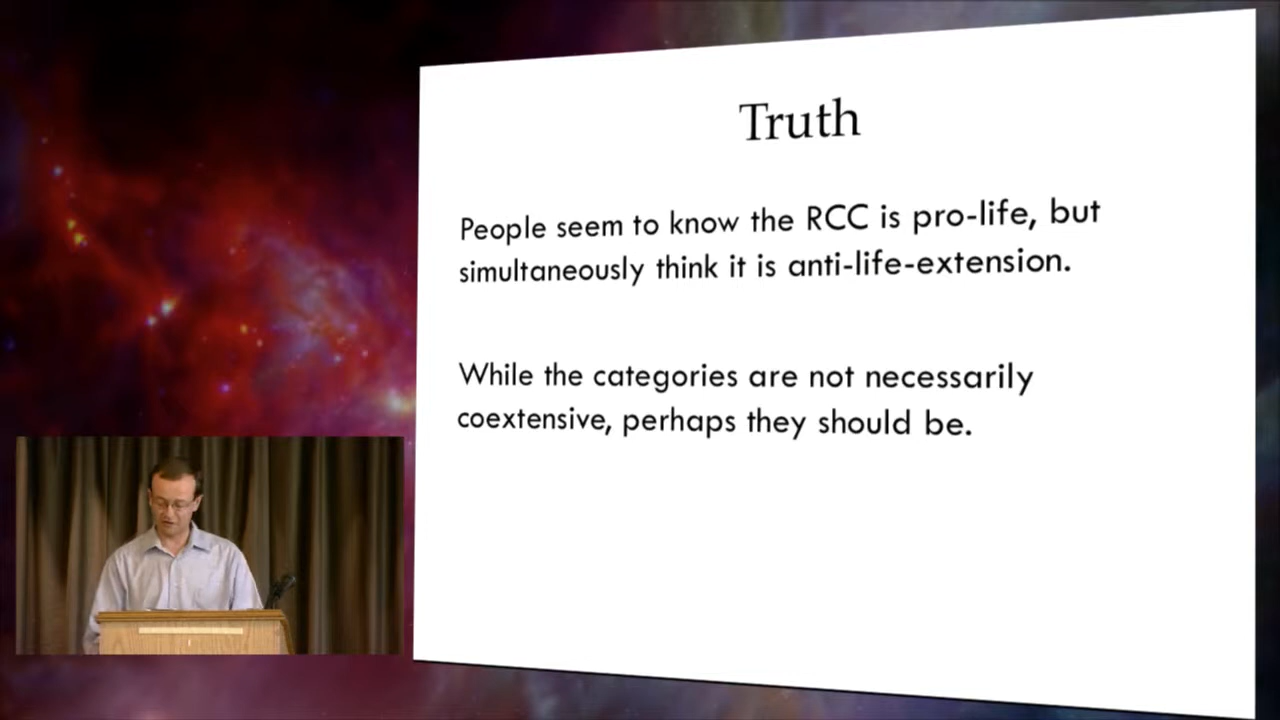 Truth
People seem to know the RCC is pro-life, but
simultaneously think it is anti-life-extension.
While the categories are not necessarily
coextensive, perhaps they should be.